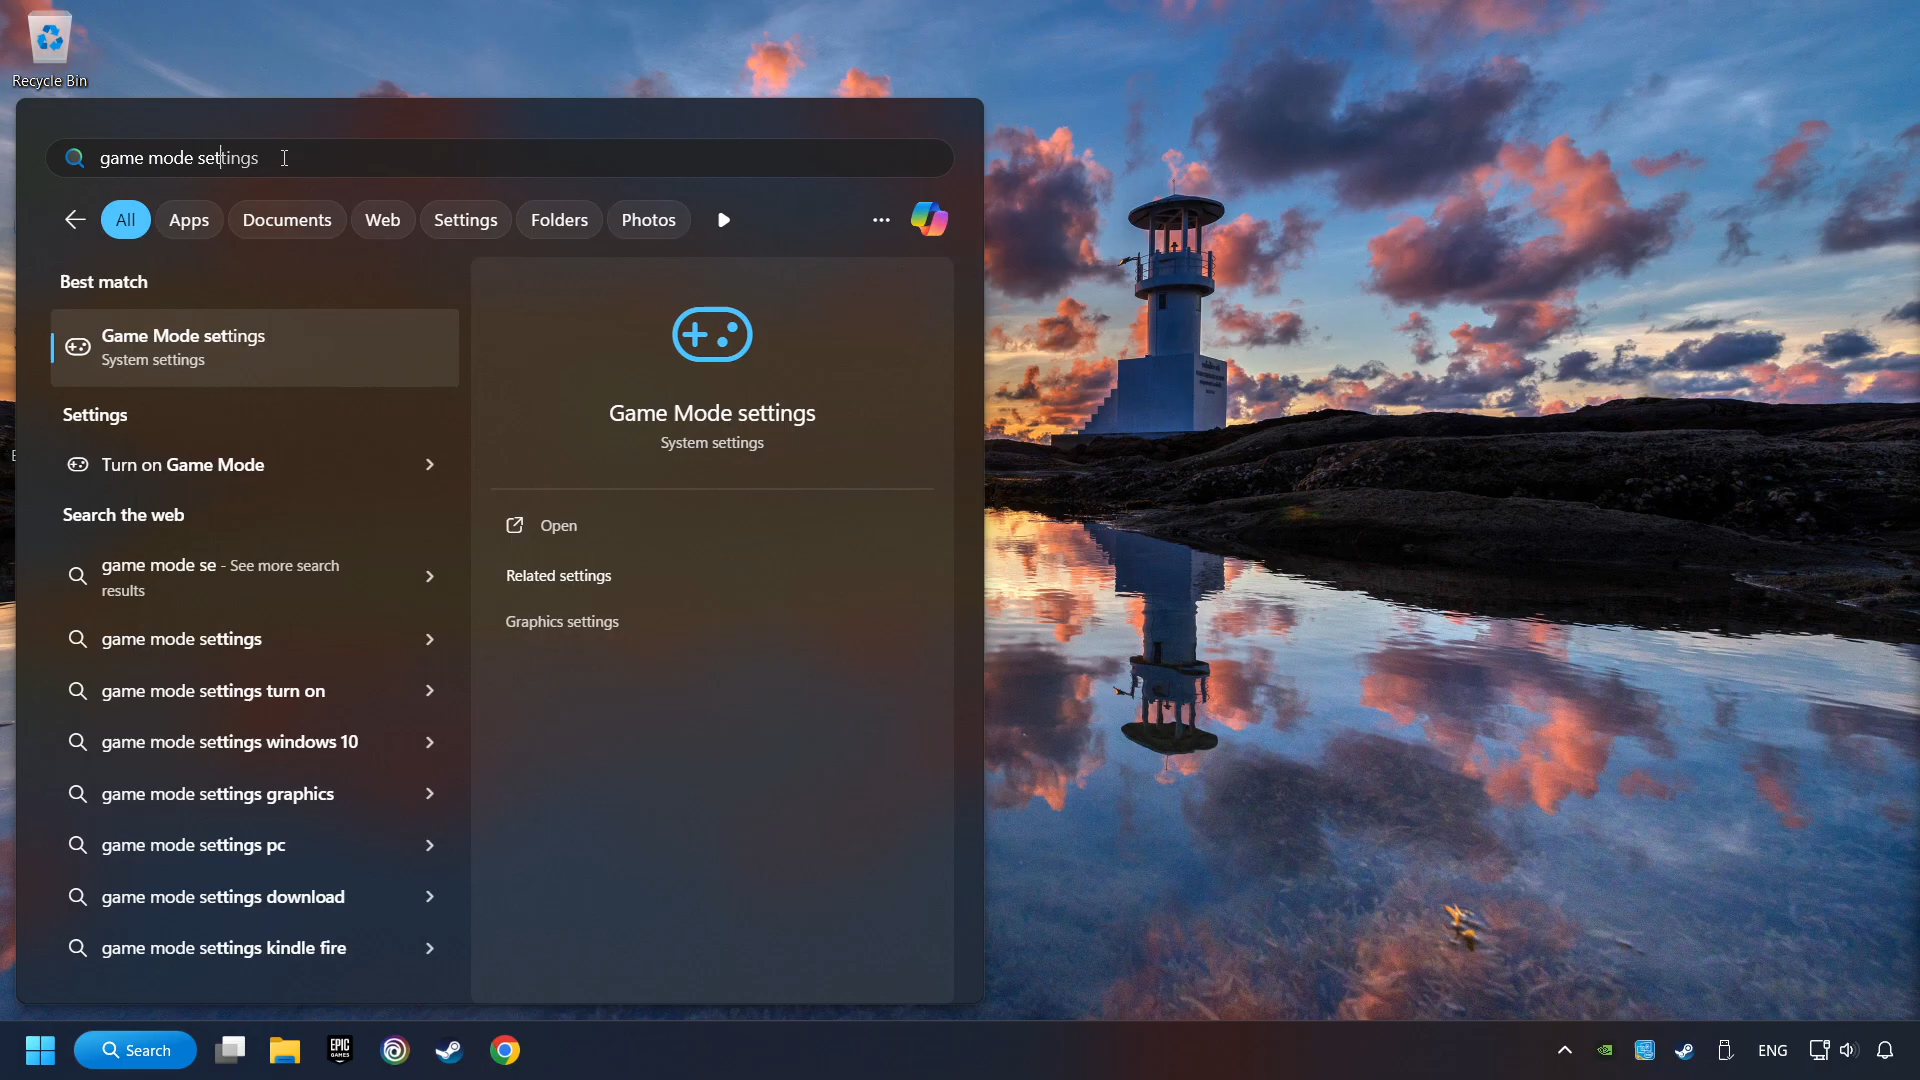 Recycle Bin
game mode settings
All Apps Documents Web Settings Folders Photos
Best match
Game Mode settings
System settings
Settings
Turn on Game Mode
Search the web
game mode se - See more search
results
game mode settings
game mode settings turn on
game mode settings windows 10
game mode settings graphics
game mode settings pc
game mode settings download
game mode settings kindle fire
Game Mode settings
System settings
Open
Related settings
Graphics settings
Search
EPIC
GAMES
ENG